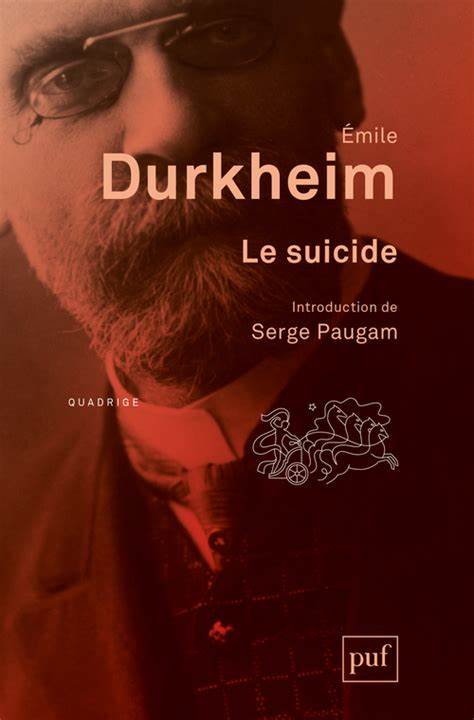 Émile
Durkheim
Le suicide
Introduction de
Serge Paugam
QUADRIGE
puf